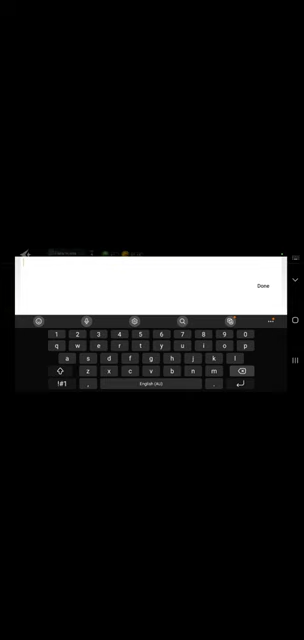 Done
1 2 3 4 5 6 7 8 9 0
q w e r t y u i o p
a s d f g h j k l
z x c v b n m
!#1 , English (AU) .